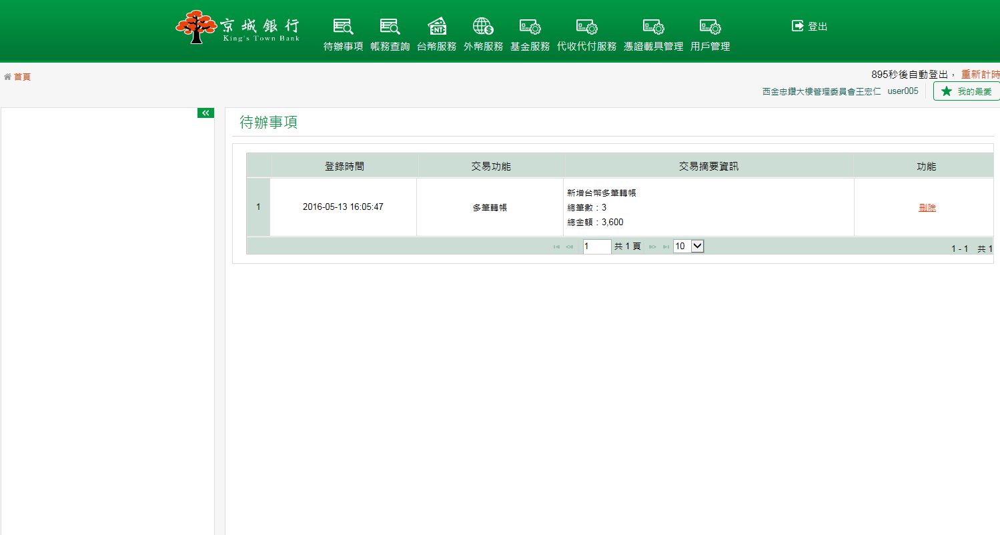 京城銀行
King's Town Bank
NT
$
待辦事項 帳務查詢 台幣服務 外幣服務 基金服務 代收代付服務 憑證載具管理 用戶管理
登出
首頁
895秒後自動登出， 重新計時
西金忠鑽大樓管理委員會王宏仁 user005
我的最愛
待辦事項
登錄時間 交易功能 交易摘要資訊 功能
1 2016-05-13 16:05:47 多筆轉帳
新增台幣多筆轉帳
總筆數：3
總金額：3,600
刪除
1 共 1 頁 10
1 - 1 共 1